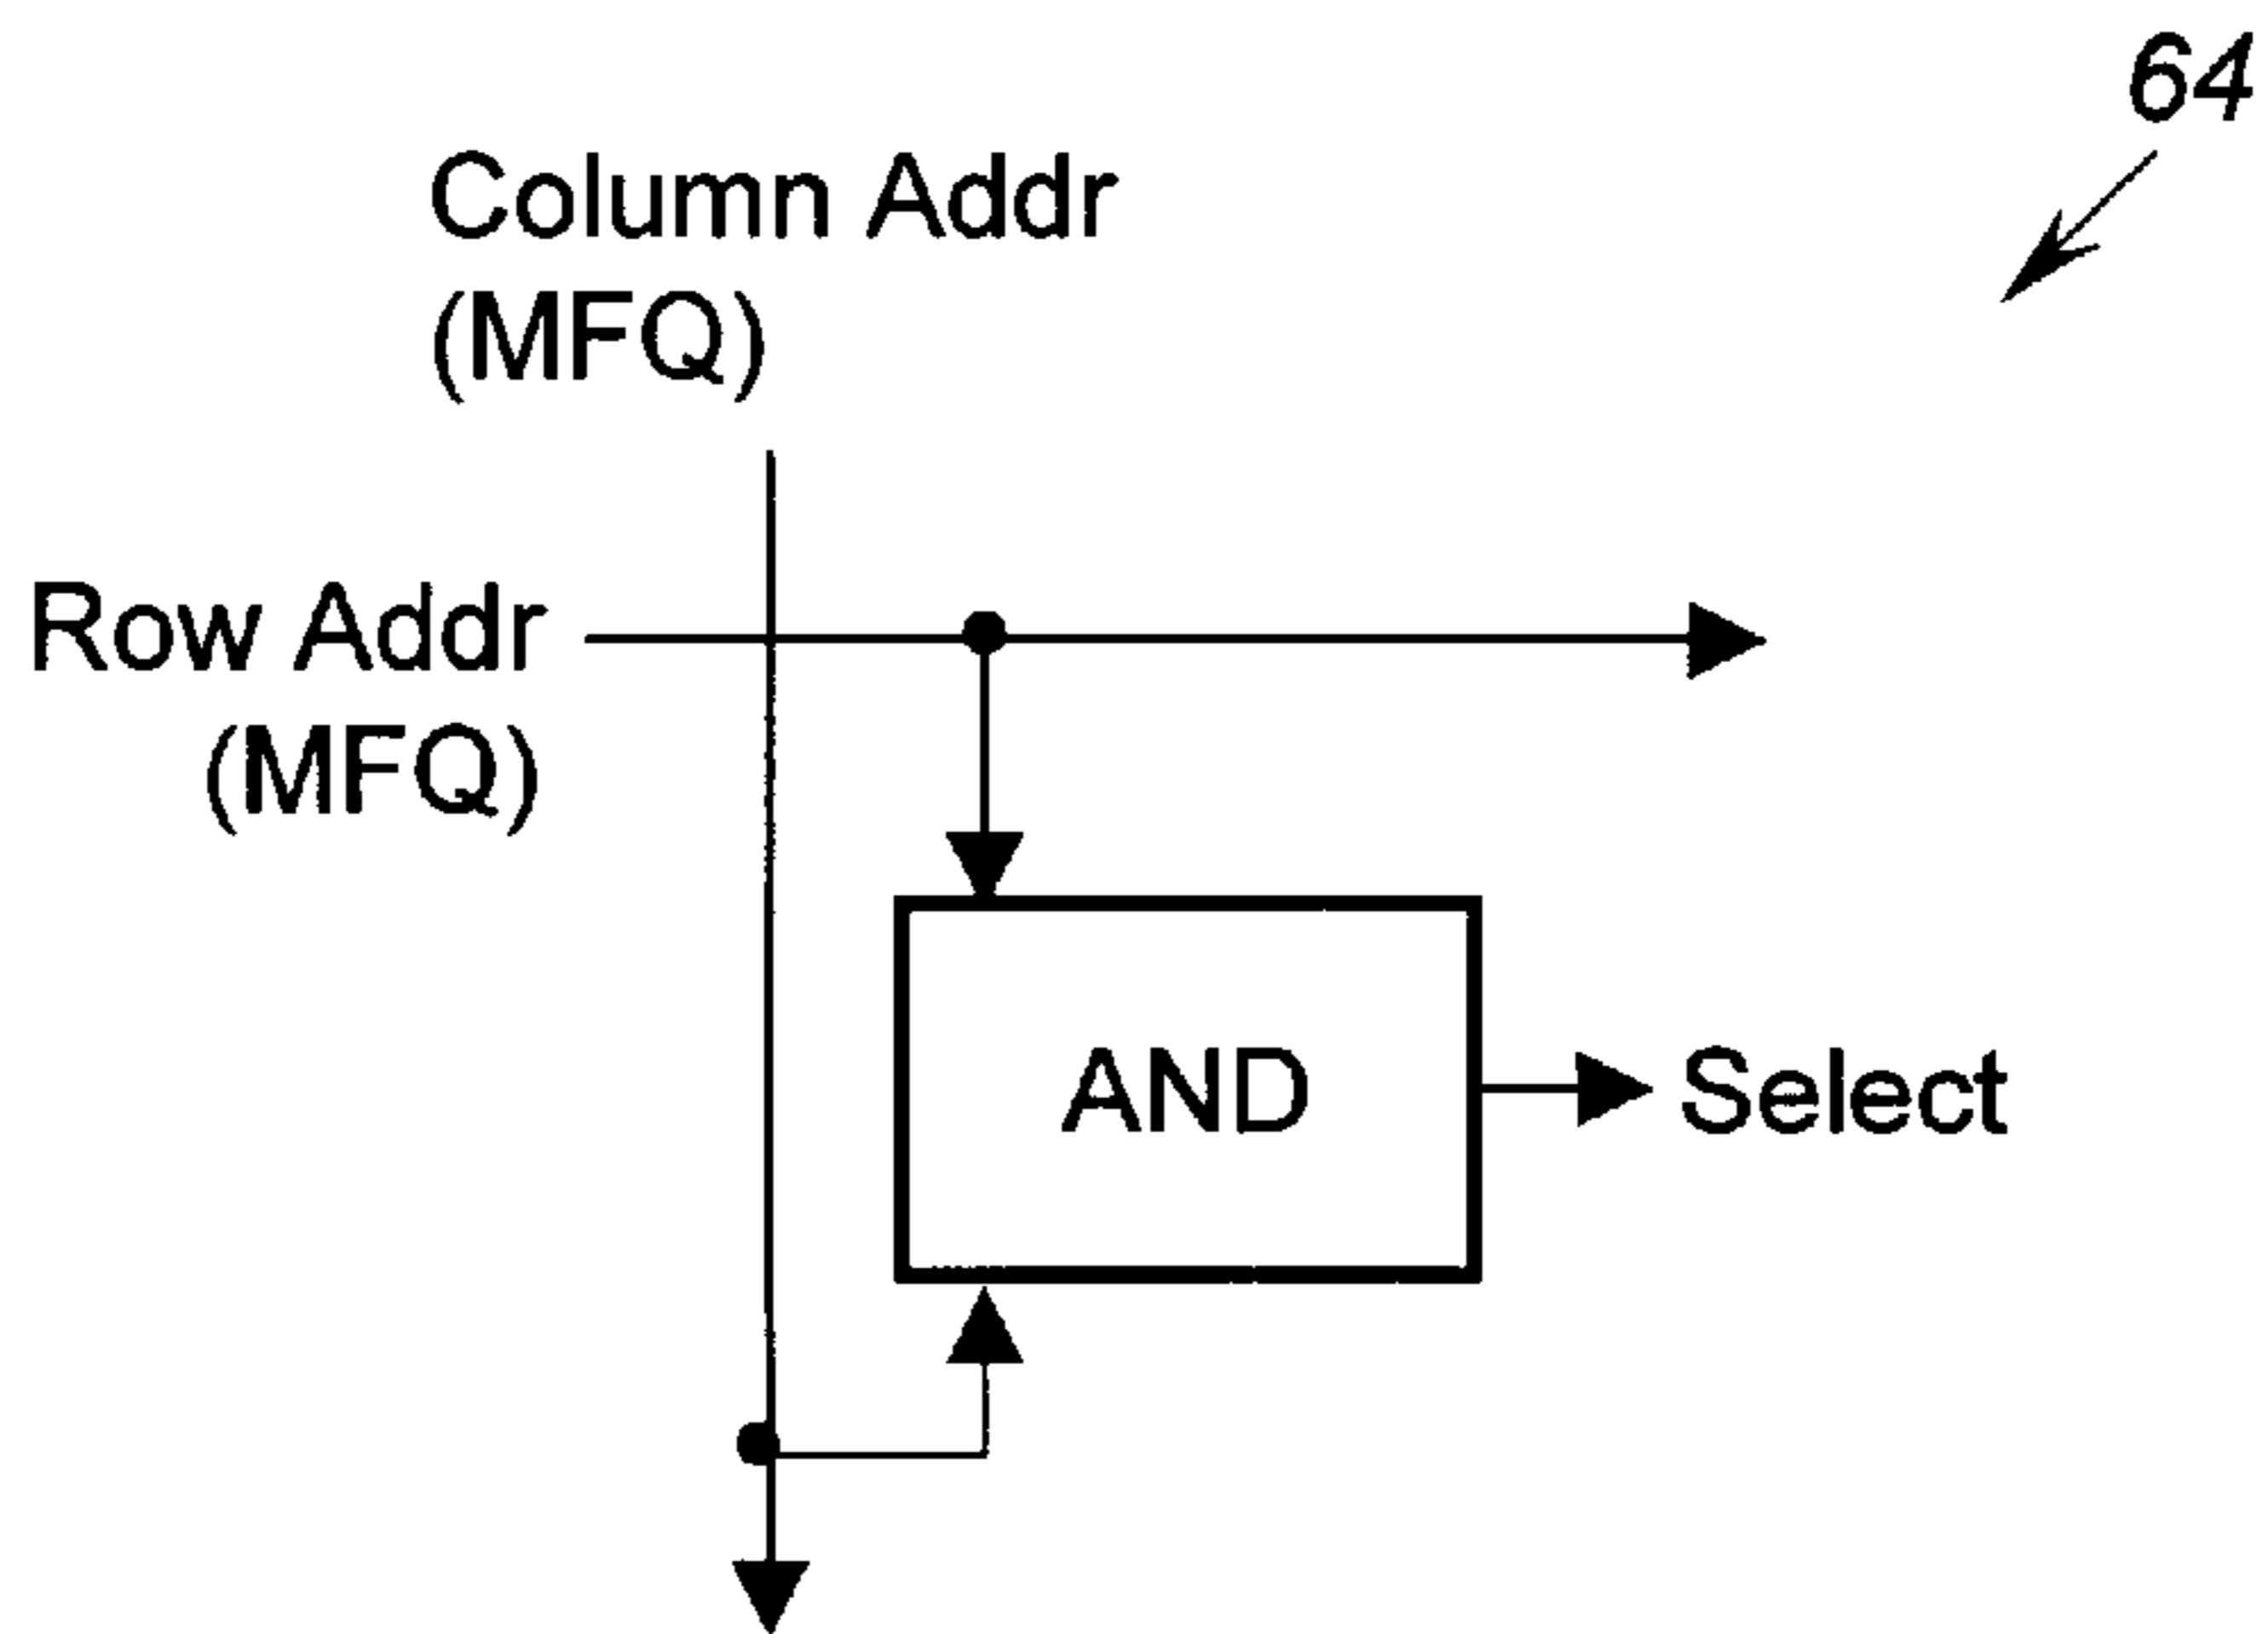 64
Column Addr
(MFQ)
Row Addr
(MFQ)
AND
Select